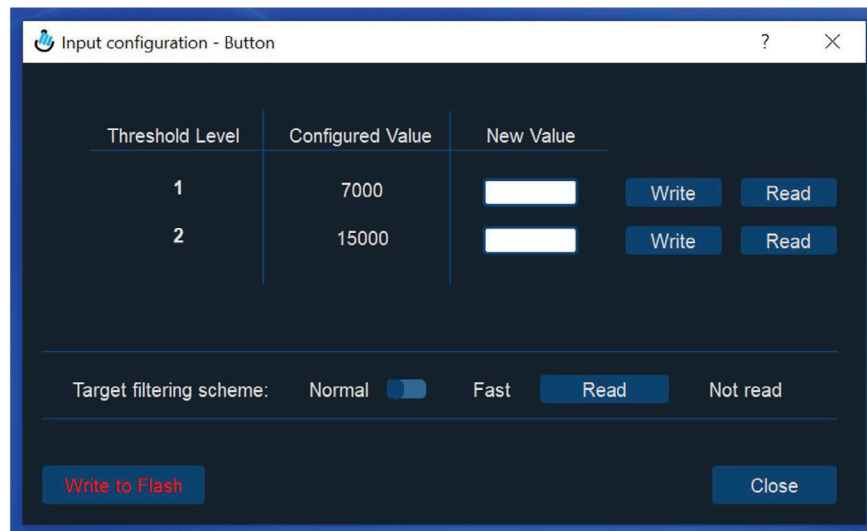 Input configuration - Button ? ×
Threshold Level Configured Value New Value
1 7000 Write Read
2 15000 Write Read
Target filtering scheme: Normal Fast Read Not read
Write to Flash Close